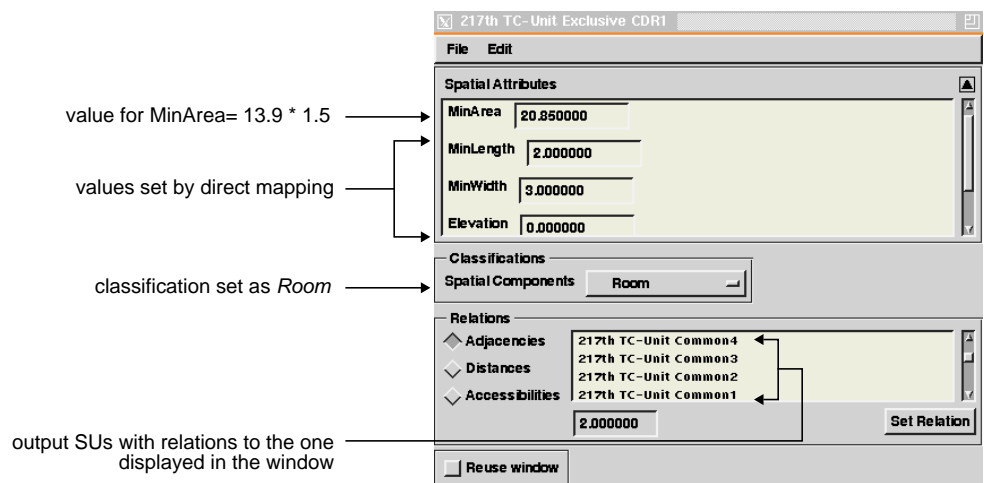 217th TC-Unit Exclusive CDR1
File Edit
Spatial Attributes
value for MinArea= 13.9 * 1.5
MinArea 20.850000
MinLength 2.000000
values set by direct mapping
MinWidth 3.000000
Elevation 0.000000
Classifications
classification set as Room
Spatial Components Room
Relations
Adjacencies
Distances
Accessibilities
217th TC-Unit Common4
217th TC-Unit Common3
217th TC-Unit Common2
217th TC-Unit Common1
2.000000
Set Relation
output SUs with relations to the one
displayed in the window
Reuse window